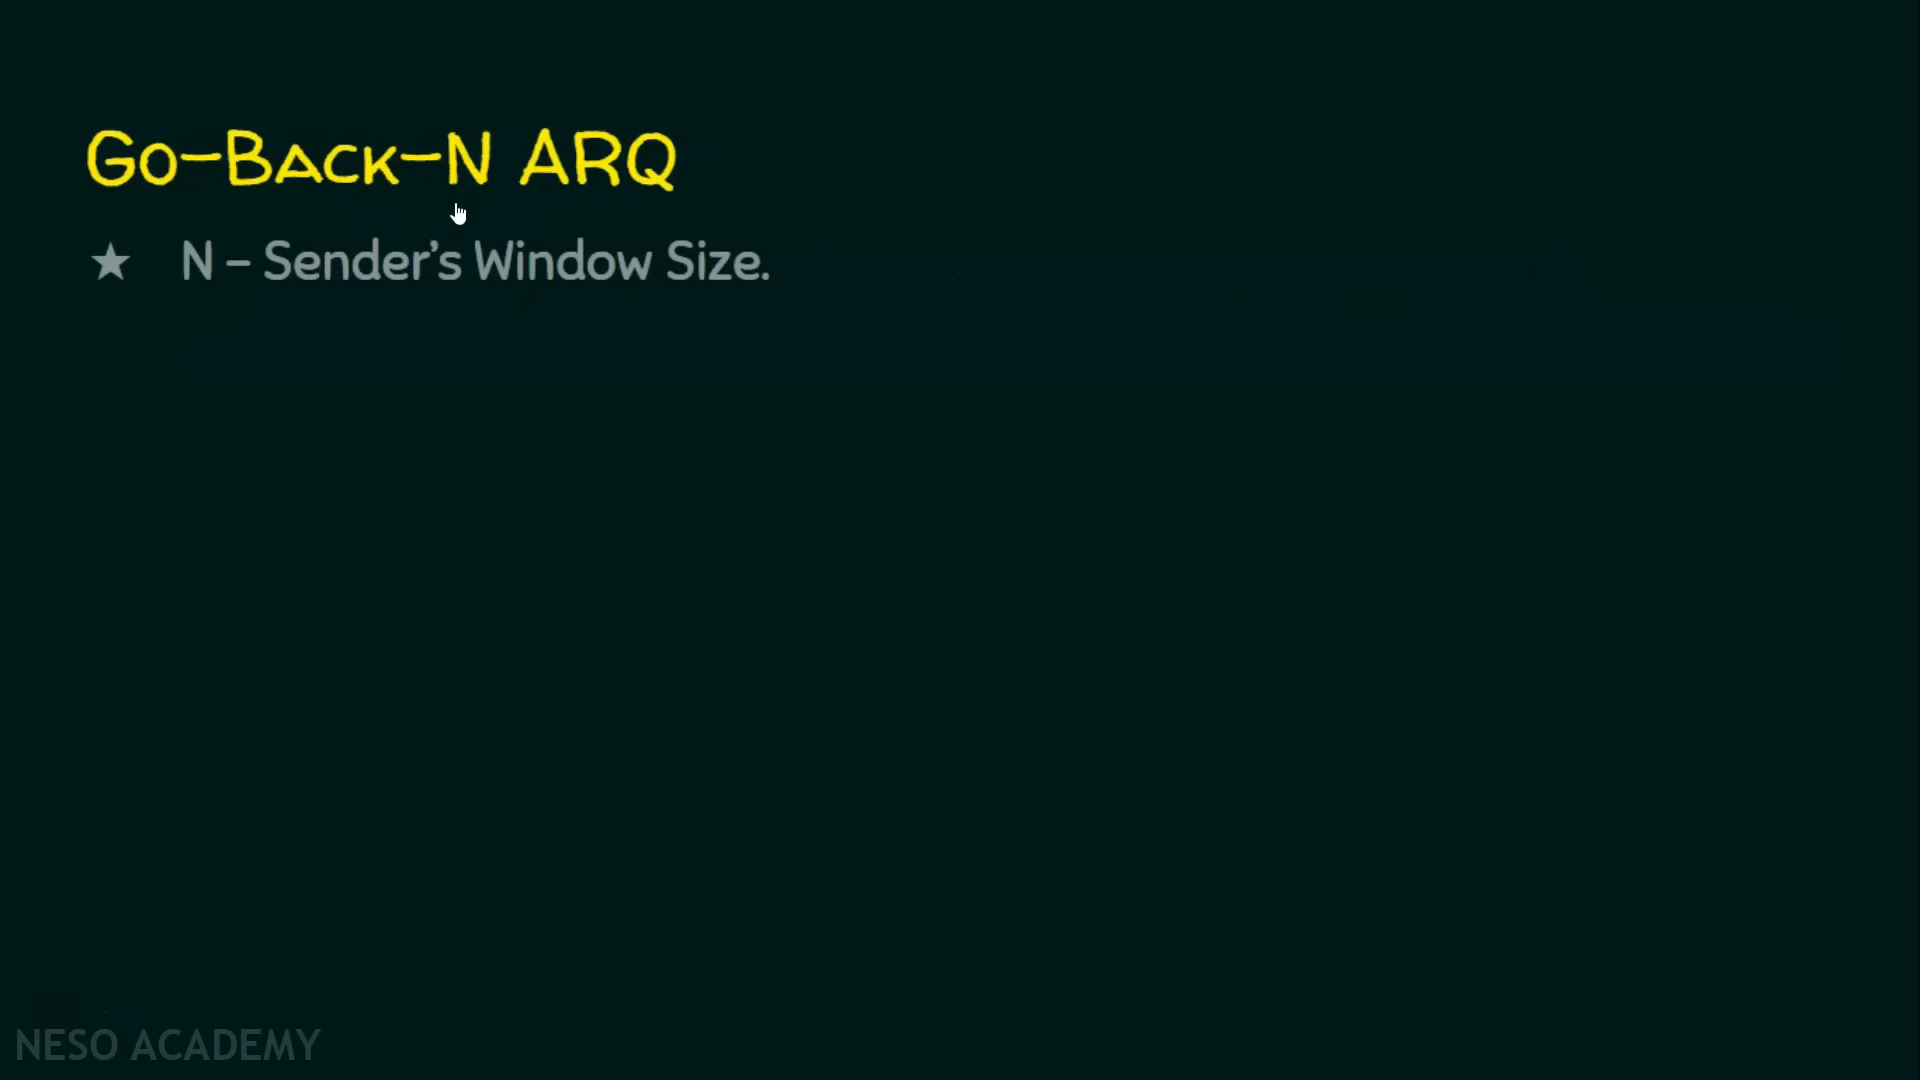 Go-Back-N ARQ
★ N – Sender’s Window Size.
NESO ACADEMY